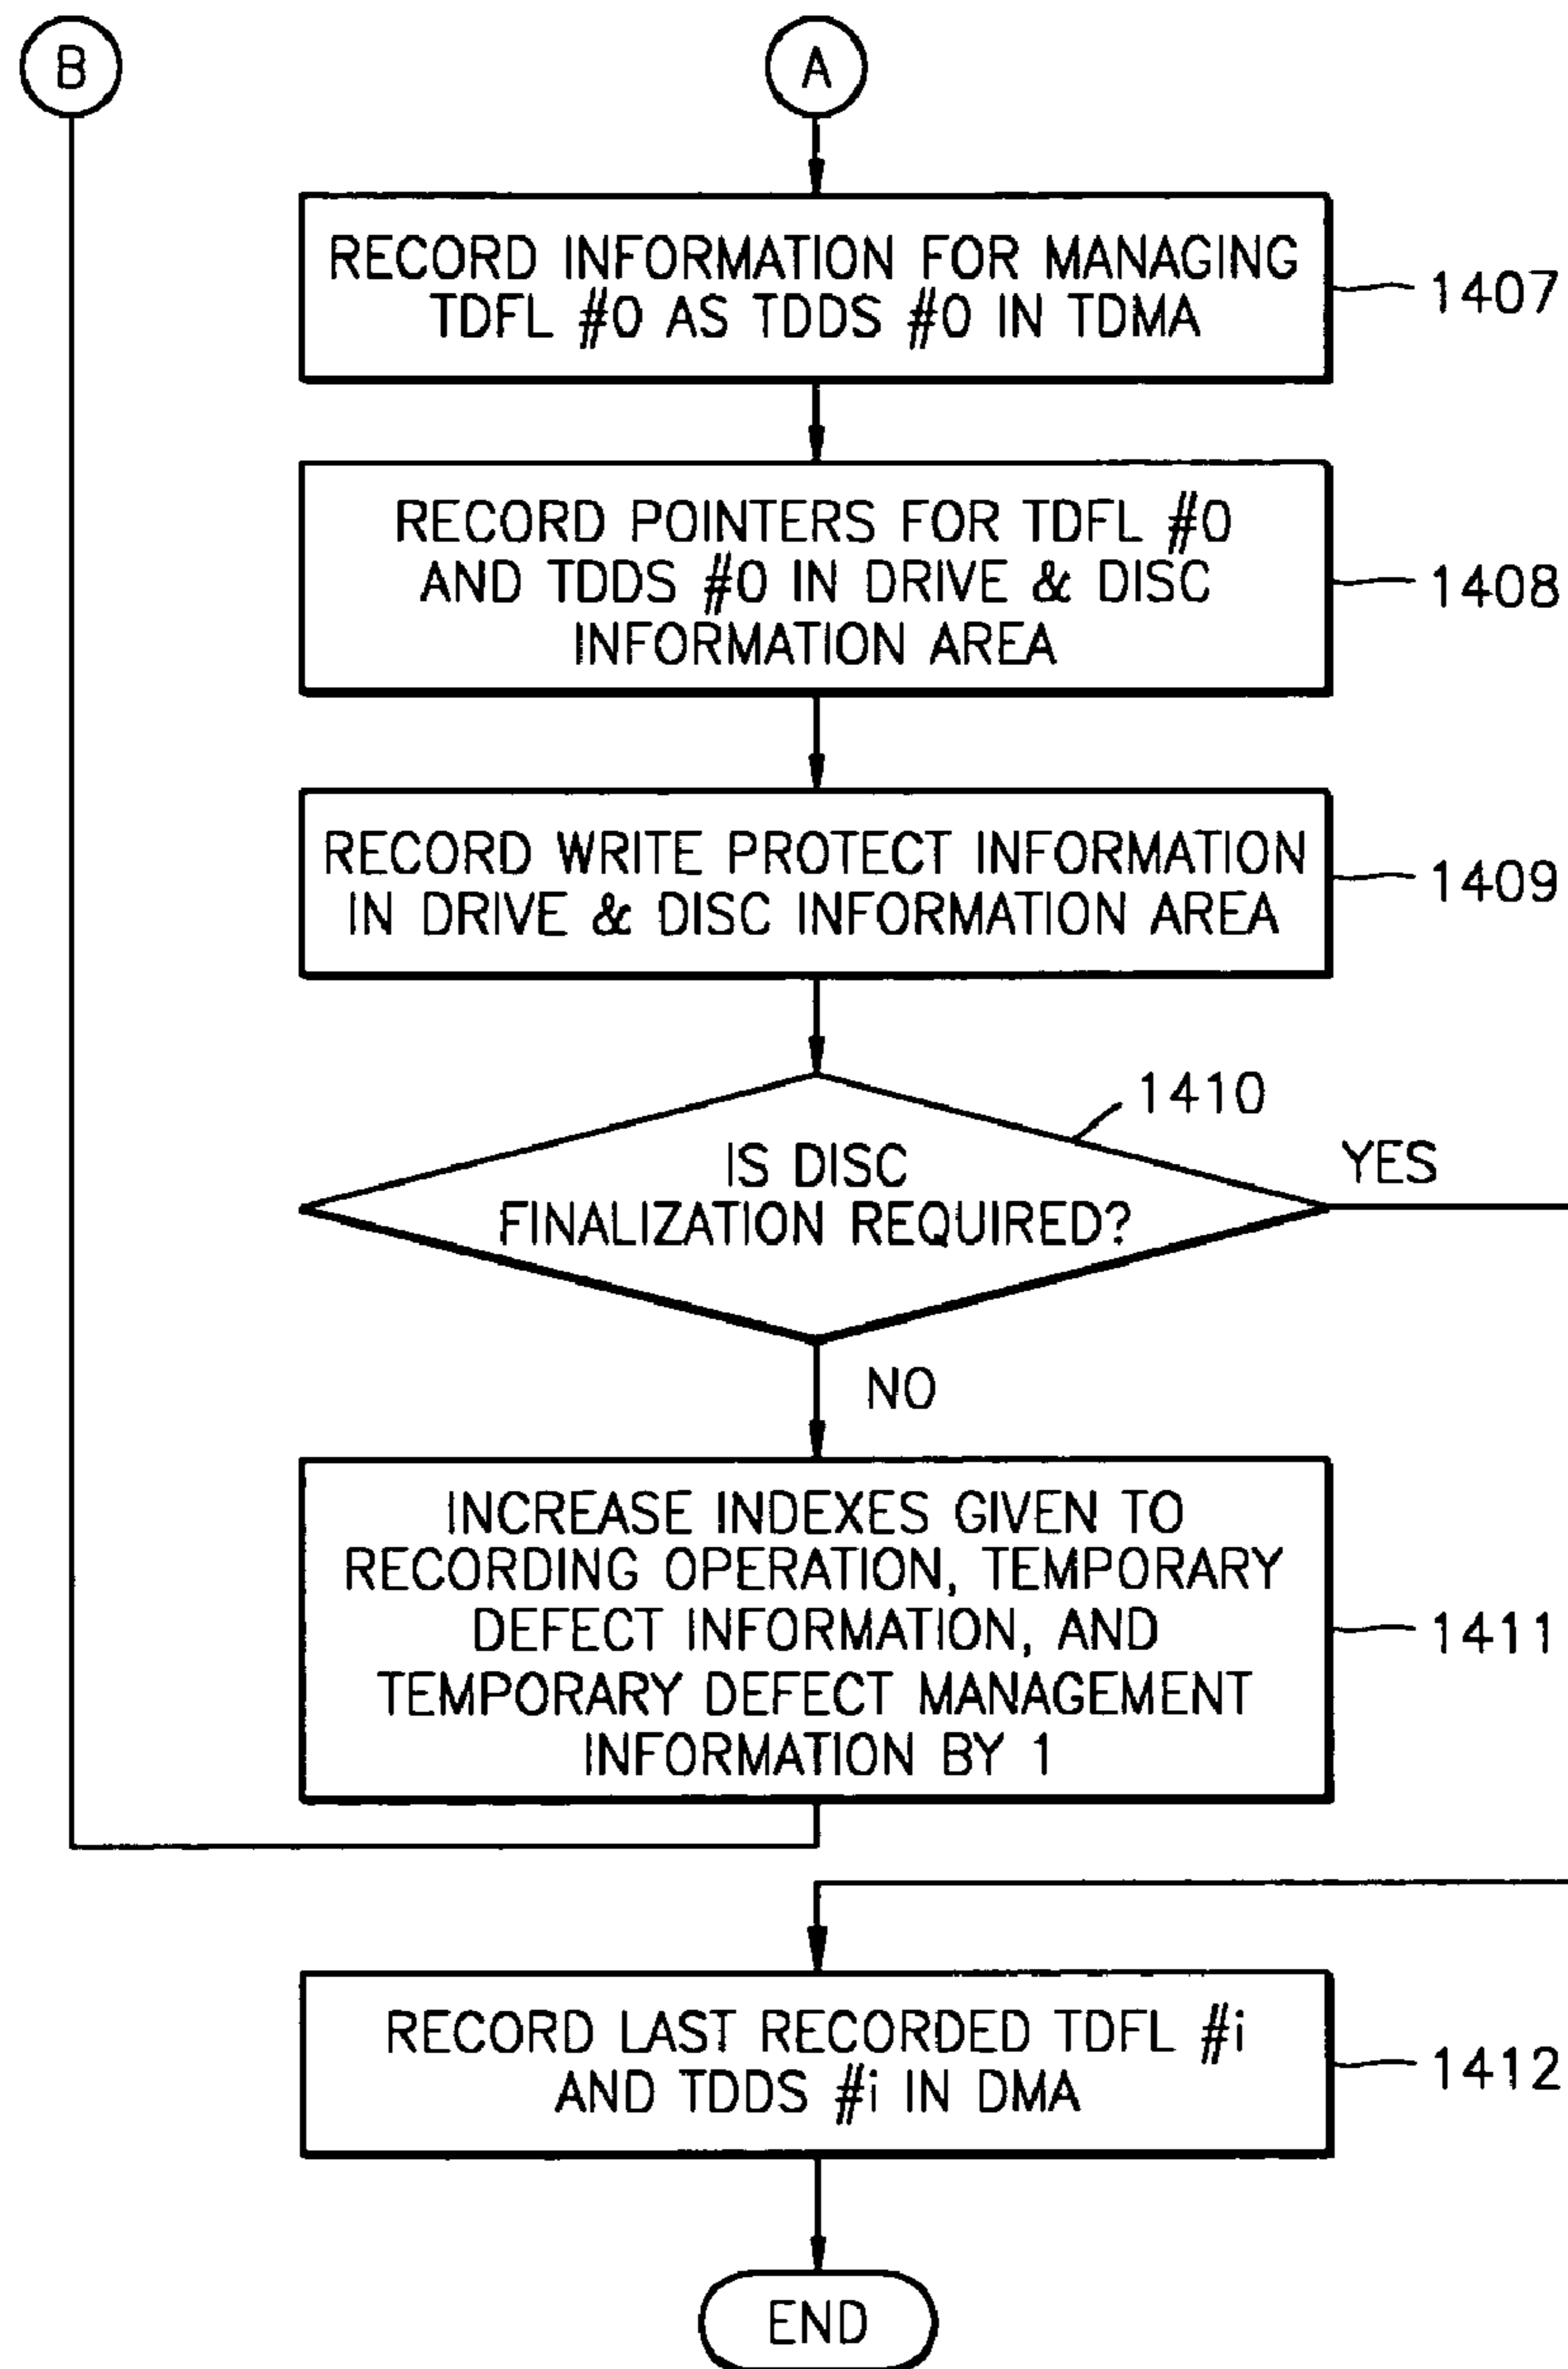 B
A
RECORD INFORMATION FOR MANAGING
TDFL #0 AS TDDS #0 IN TDMA
1407
RECORD POINTERS FOR TDFL #0
AND TDDS #0 IN DRIVE & DISC
INFORMATION AREA
1408
RECORD WRITE PROTECT INFORMATION
IN DRIVE & DISC INFORMATION AREA
1409
1410
IS DISC
FINALIZATION REQUIRED?
YES
NO
INCREASE INDEXES GIVEN TO
RECORDING OPERATION, TEMPORARY
DEFECT INFORMATION, AND
TEMPORARY DEFECT MANAGEMENT
INFORMATION BY 1
1411
RECORD LAST RECORDED TDFL #i
AND TDDS #i IN DMA
1412
END